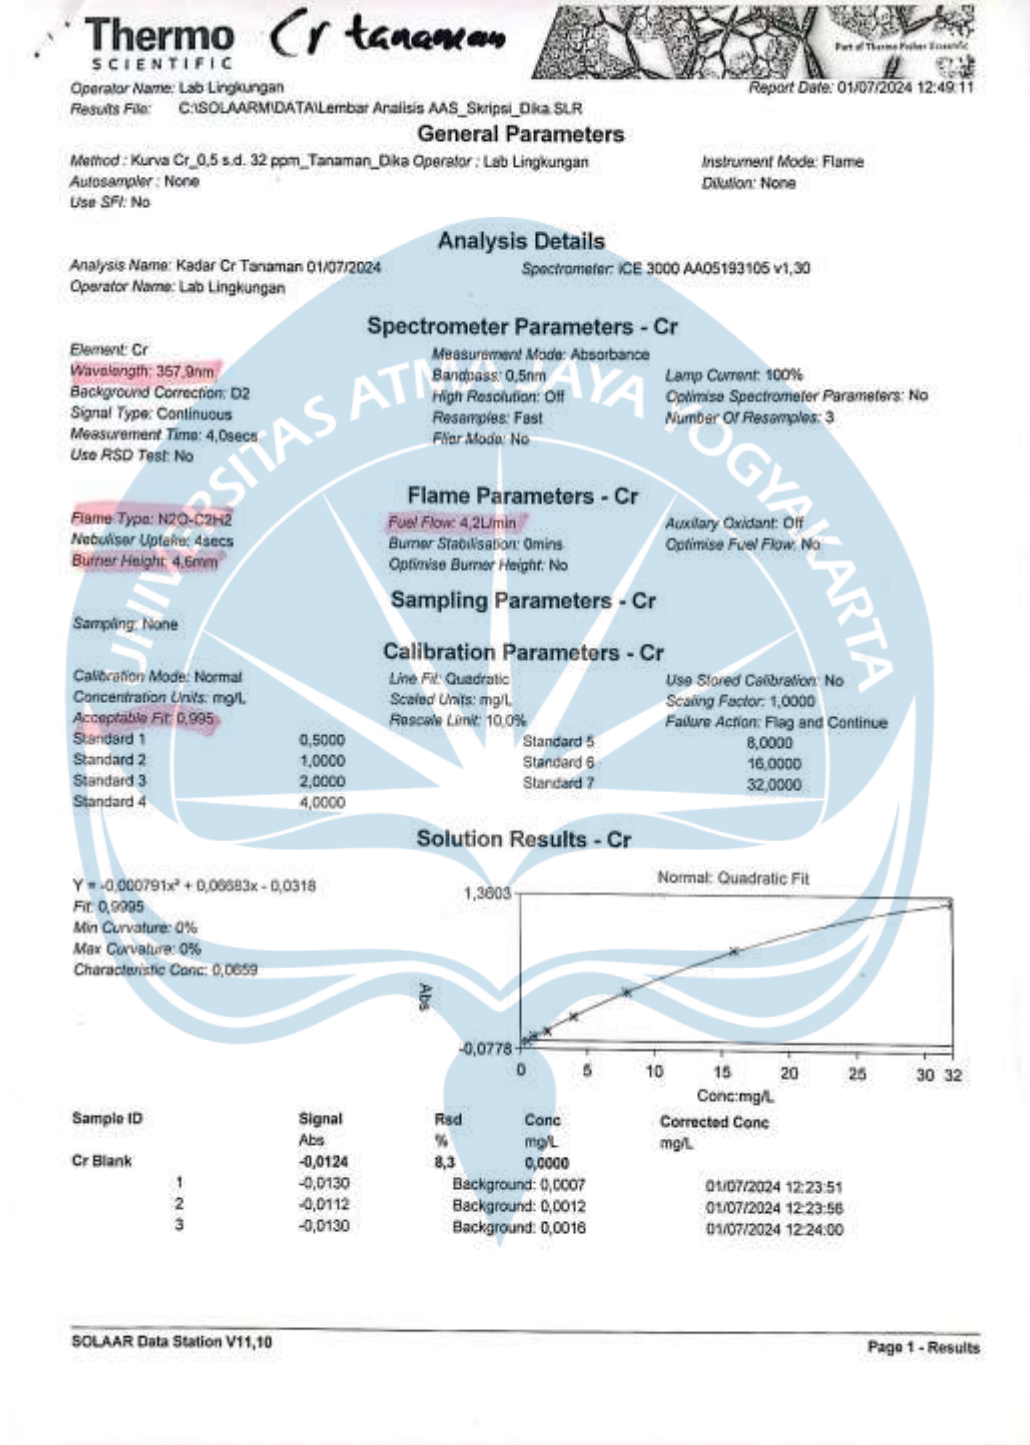 Thermo
SCIENTIFIC
Cr tanaman
Part of Thermo Fisher Scientific
Operator Name: Lab Lingkungan
Report Date: 01/07/2024 12:49:11
Results File: C:\SOLAARM\DATA\Lembar Analisis AAS_Skripsi_Dika.SLR
General Parameters
Method : Kurva Cr_0,5 s.d. 32 ppm_Tanaman_Dika Operator : Lab Lingkungan Instrument Mode: Flame
Autosampler : None Dilution: None
Use SFI: No
Analysis Details
Analysis Name: Kadar Cr Tanaman 01/07/2024 Spectrometer: iCE 3000 AA05193105 v1,30
Operator Name: Lab Lingkungan
Spectrometer Parameters - Cr
Element: Cr Measurement Mode: Absorbance
Wavelength: 357,9nm Bandpass: 0,5nm Lamp Current: 100%
Background Correction: D2 High Resolution: Off Optimise Spectrometer Parameters: No
Signal Type: Continuous Resamples: Fast Number Of Resamples: 3
Measurement Time: 4,0secs Flier Mode: No
Use RSD Test: No
Flame Parameters - Cr
Flame Type: N2O-C2H2 Fuel Flow: 4,2L/min Auxilary Oxidant: Off
Nebuliser Uptake: 4secs Burner Stabilisation: 0mins Optimise Fuel Flow: No
Burner Height: 4,6mm Optimise Burner Height: No
Sampling Parameters - Cr
Sampling: None
Calibration Parameters - Cr
Calibration Mode: Normal Line Fit: Quadratic Use Stored Calibration: No
Concentration Units: mg/L Scaled Units: mg/L Scaling Factor: 1,0000
Acceptable Fit: 0,995 Rescale Limit: 10,0% Failure Action: Flag and Continue
Standard 1 0,5000 Standard 5 8,0000
Standard 2 1,0000 Standard 6 16,0000
Standard 3 2,0000 Standard 7 32,0000
Standard 4 4,0000
Solution Results - Cr
Y = -0,000791x² + 0,06683x - 0,0318
Fit: 0,9995
Min Curvature: 0%
Max Curvature: 0%
Characteristic Conc: 0,0659
Normal: Quadratic Fit
1,3603
Abs
-0,0778
0 5 10 15 20 25 30 32
Conc:mg/L
Sample ID Signal Rsd Conc Corrected Conc
Abs % mg/L mg/L
Cr Blank -0,0124 8,3 0,0000
1 -0,0130 Background: 0,0007 01/07/2024 12:23:51
2 -0,0112 Background: 0,0012 01/07/2024 12:23:56
3 -0,0130 Background: 0,0016 01/07/2024 12:24:00
SOLAAR Data Station V11,10 Page 1 - Results
UNIVERSITAS ATMA JAYA YOGYAKARTA